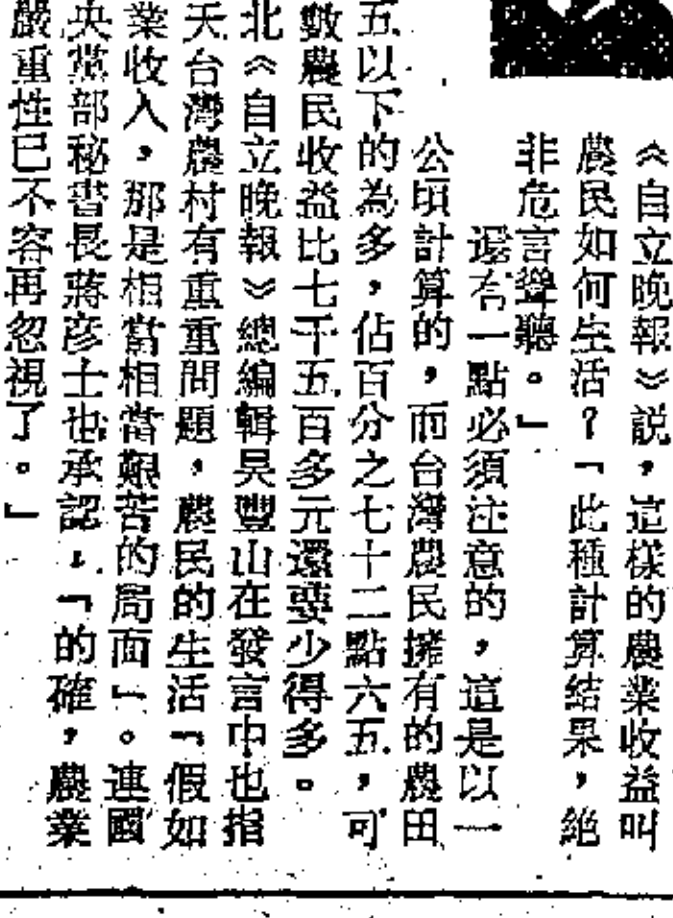 《自立晚報》説，這樣的農業收益叫
農民如何生活？「此種計算結果，絶
非危言聳聽。」
還有一點必須注意的，這是以一
公頃計算的，而台灣農民擁有的農田
五以下的為多，佔百分之七十二點六五，可
數農民收益比七千五百多元還要少得多。
北《自立晚報》總編輯吳豐山在發言中也指
天台灣農村有重重問題，農民的生活「假如
業收入，那是相當相當艱苦的局面」。連國
央黨部秘書長蔣彦士也承認，「的確，農業
嚴重性已不容再忽視了。」